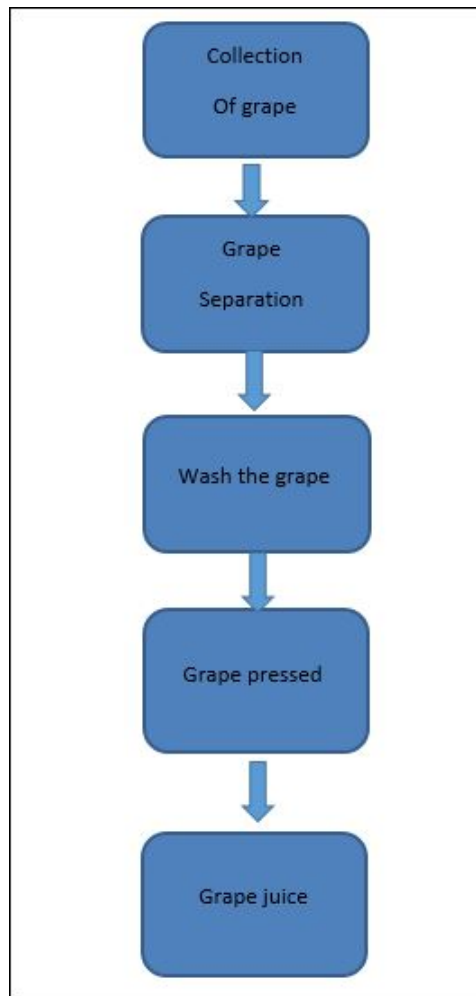 Collection
Of grape
Grape
Separation
Wash the grape
Grape pressed
Grape juice